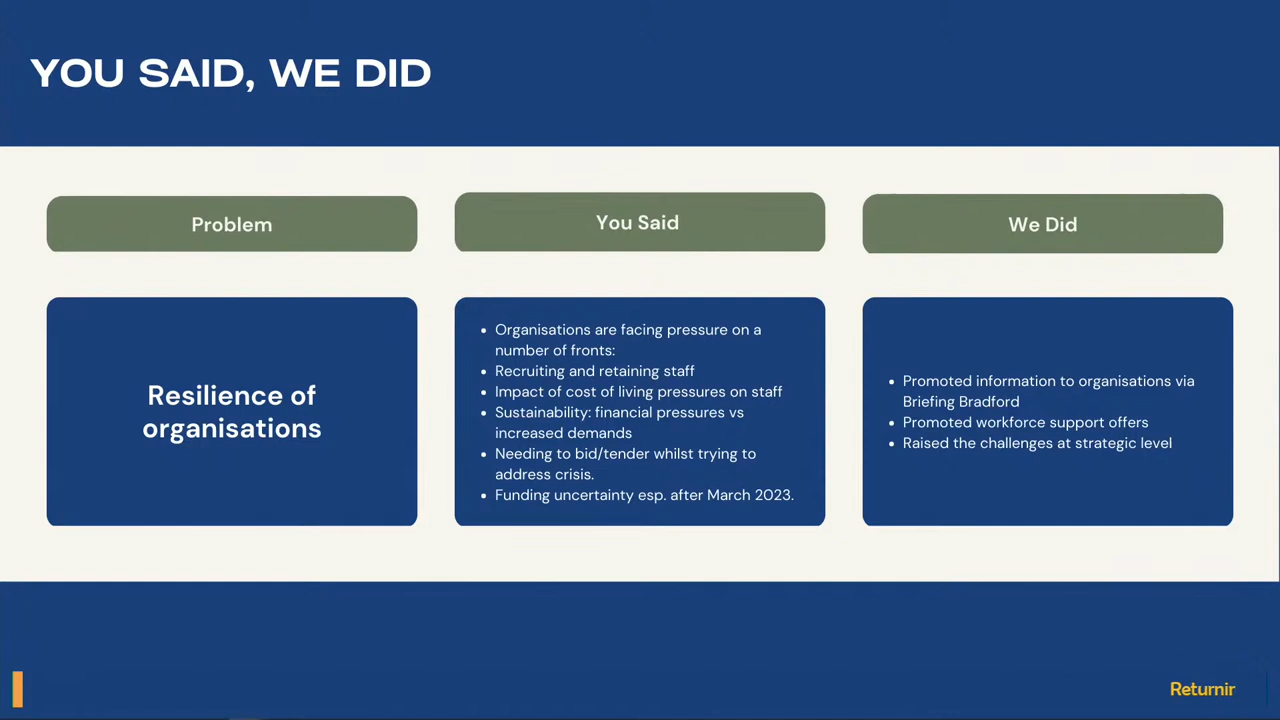 YOU SAID, WE DID
Problem
You Said
We Did
Resilience of
organisations
• Organisations are facing pressure on a
number of fronts:
• Recruiting and retaining staff
• Impact of cost of living pressures on staff
• Sustainability: financial pressures vs
increased demands
• Needing to bid/tender whilst trying to
address crisis.
• Funding uncertainty esp. after March 2023.
• Promoted information to organisations via
Briefing Bradford
• Promoted workforce support offers
• Raised the challenges at strategic level
Returnir